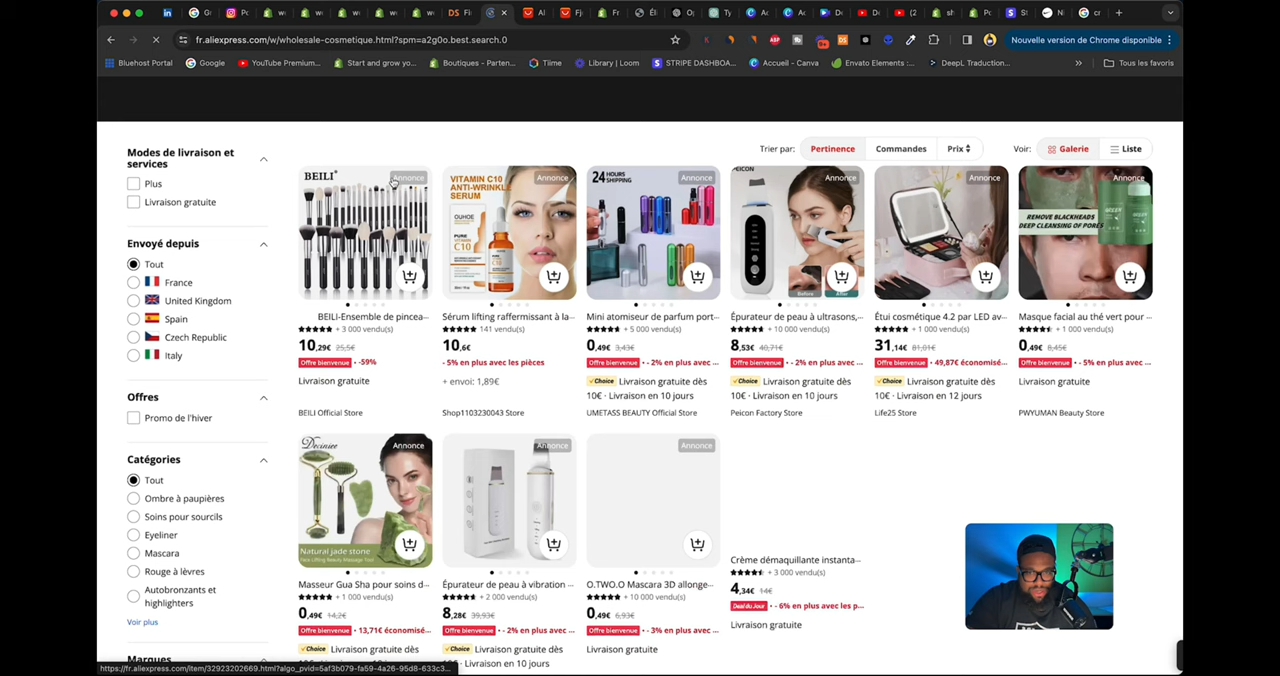 Nouvelle version de Chrome disponible
fr.aliexpress.com/w/wholesale-cosmetique.html?spm=a2g0o.best.search.0
Bluehost Portal
Google
YouTube Premium...
Start and grow yo...
Boutiques - Parten...
Tiime
Library | Loom
STRIPE DASHBOA...
Accueil - Canva
Envato Elements :...
DeepL Traduction...
Tous les favoris
Modes de livraison et
services
Plus
Livraison gratuite
Envoyé depuis
Tout
France
United Kingdom
Spain
Czech Republic
Italy
Offres
Promo de l'hiver
Catégories
Tout
Ombre à paupières
Soins pour sourcils
Eyeliner
Mascara
Rouge à lèvres
Autobronzants et
highlighters
Voir plus
Marques
Trier par:
Pertinence
Commandes
Prix
Voir:
Galerie
Liste
BEILI
Annonce
BEILI-Ensemble de pincea...
+ 3 000 vendu(s)
10,29€ 25,5€
Offre bienvenue · -59%
Livraison gratuite
BEILI Official Store
VITAMIN C10
ANTI-WRINKLE
SERUM
OUHOE
PURE
VITAMIN
C10
Annonce
Sérum lifting raffermissant à la...
141 vendu(s)
10,6€
- 5% en plus avec les pièces
+ envoi: 1,89€
Shop1103230043 Store
24 HOURS
SHIPPING
Annonce
Mini atomiseur de parfum port...
+ 5 000 vendu(s)
0,49€ 3,43€
Offre bienvenue · - 2% en plus avec ...
Choice Livraison gratuite dès
10€ · Livraison en 10 jours
UMETASS BEAUTY Official Store
PEICON
Annonce
Before
After
Épurateur de peau à ultrasons,...
+ 10 000 vendu(s)
8,53€ 40,71€
Offre bienvenue · - 2% en plus avec ...
Choice Livraison gratuite dès
10€ · Livraison en 10 jours
Peicon Factory Store
Annonce
Étui cosmétique 4.2 par LED av...
+ 1 000 vendu(s)
31,14€ 81,01€
Offre bienvenue · 49,87€ économisé...
Choice Livraison gratuite dès
10€ · Livraison en 12 jours
Life25 Store
Annonce
REMOVE BLACKHEADS
DEEP CLEANSING OF PORES
Masque facial au thé vert pour ...
+ 1 000 vendu(s)
0,49€ 8,45€
Offre bienvenue · - 5% en plus avec ...
Livraison gratuite
PWYUMAN Beauty Store
Decinsee
Annonce
Natural jade stone
Masseur Gua Sha pour soins d...
+ 1 000 vendu(s)
0,49€ 14,2€
Offre bienvenue · 13,71€ économisé...
Choice Livraison gratuite dès
Annonce
Épurateur de peau à vibration ...
+ 2 000 vendu(s)
8,28€ 39,93€
Offre bienvenue · - 2% en plus avec ...
Choice Livraison gratuite dès
10€ · Livraison en 10 jours
Annonce
O.TWO.O Mascara 3D allonge...
+ 10 000 vendu(s)
0,49€ 6,93€
Offre bienvenue · - 3% en plus avec ...
Livraison gratuite
Crème démaquillante instanta...
+ 3 000 vendu(s)
4,34€ 14€
Deal du Jour · - 6% en plus avec les p...
Livraison gratuite